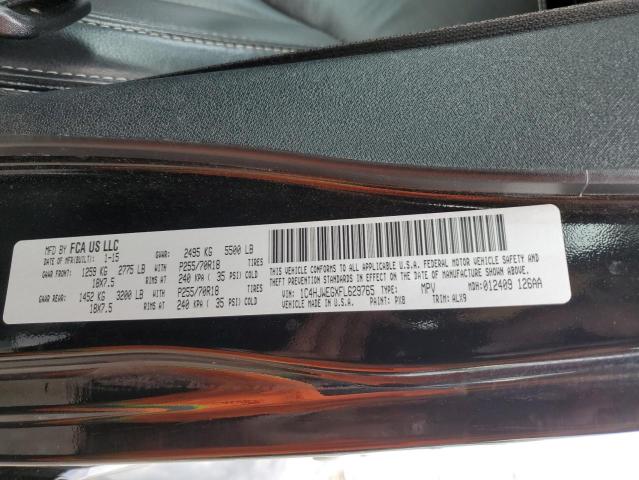 MFD BY FCA US LLC
DATE OF MFR(BUILT): 1-15 GVWR: 2495 KG 5500 LB
GAWR FRONT: 1259 KG 2775 LB WITH P255/70R18 TIRES
18X7.5 RIMS AT 240 KPA ( 35 PSI) COLD
GAWR REAR: 1452 KG 3200 LB WITH P255/70R18 TIRES
18X7.5 RIMS AT 240 KPA ( 35 PSI) COLD
THIS VEHICLE CONFORMS TO ALL APPLICABLE U.S.A. FEDERAL MOTOR VEHICLE SAFETY AND
THEFT PREVENTION STANDARDS IN EFFECT ON THE DATE OF MANUFACTURE SHOWN ABOVE.
VIN: 1C4HJWEGXFL629765 TYPE: MPV MDH: 012409 126AA
VEHICLE MADE IN U.S.A. PAINT: PX8 TRIM: ALX9